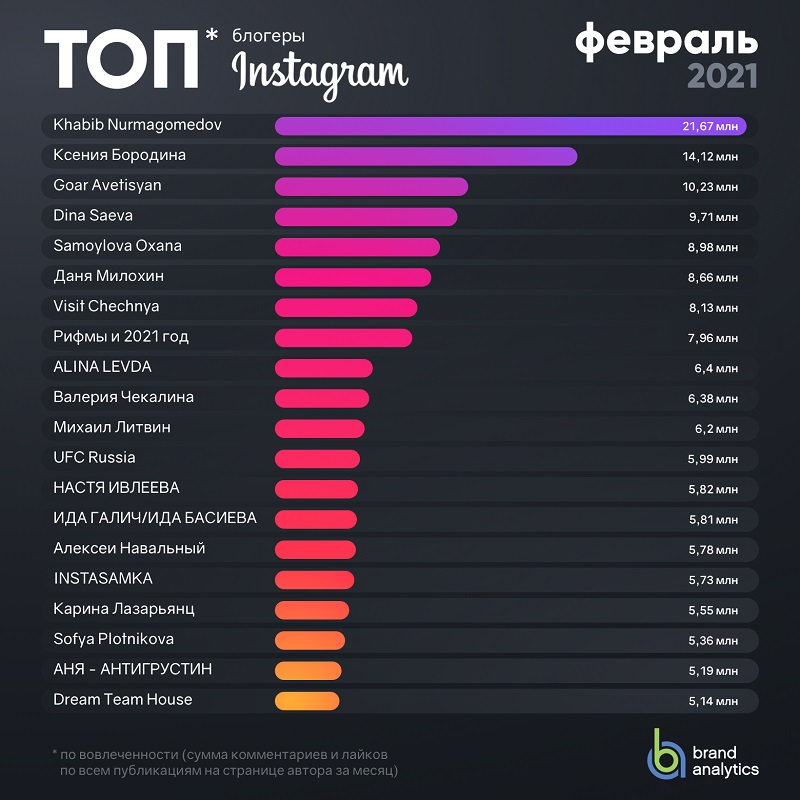 ТОП*
блогеры
Instagram
февраль
2021
Khabib Nurmagomedov 21,67 млн
Ксения Бородина 14,12 млн
Goar Avetisyan 10,23 млн
Dina Saeva 9,71 млн
Samoylova Oxana 8,98 млн
Даня Милохин 8,66 млн
Visit Chechnya 8,13 млн
Рифмы и 2021 год 7,96 млн
ALINA LEVDA 6,4 млн
Валерия Чекалина 6,38 млн
Михаил Литвин 6,2 млн
UFC Russia 5,99 млн
НАСТЯ ИВЛЕЕВА 5,82 млн
ИДА ГАЛИЧ/ИДА БАСИЕВА 5,81 млн
Алексеи Навальный 5,78 млн
INSTASAMKA 5,73 млн
Карина Лазарьянц 5,55 млн
Sofya Plotnikova 5,36 млн
АНЯ - АНТИГРУСТИН 5,19 млн
Dream Team House 5,14 млн
* по вовлеченности (сумма комментариев и лайков
по всем публикациям на странице автора за месяц)
brand
analytics